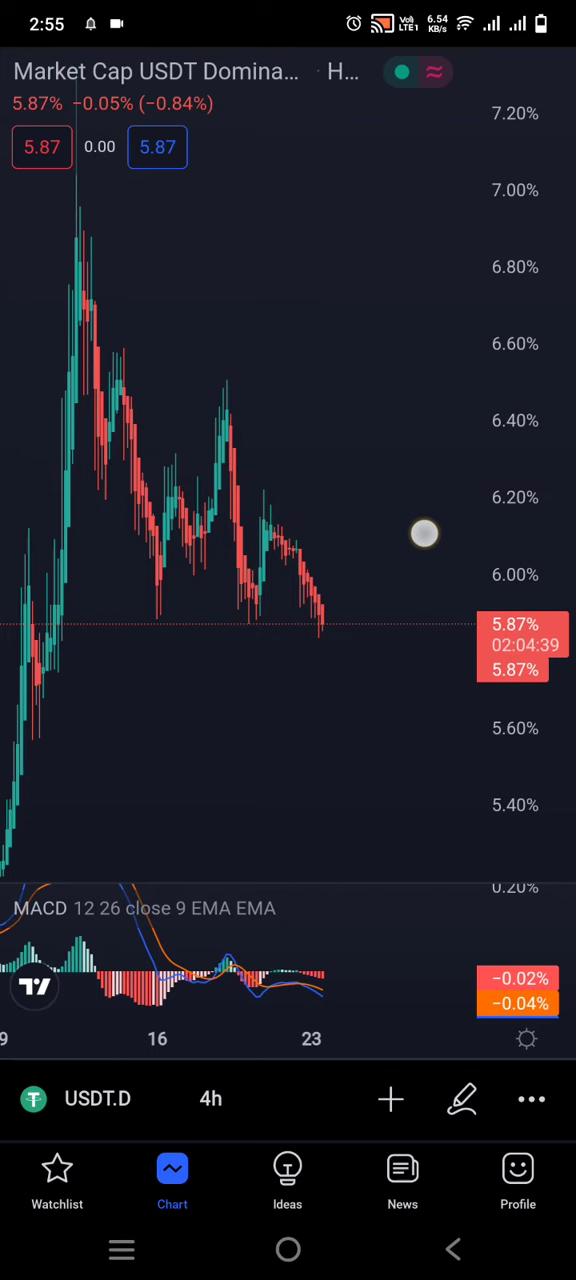 2:55 Vo) LTE1 6.54 KB/s
Market Cap USDT Domina... · H...
5.87% −0.05% (−0.84%)
5.87 0.00 5.87
7.20%
7.00%
6.80%
6.60%
6.40%
6.20%
6.00%
5.87%
02:04:39
5.87%
5.60%
5.40%
0.20%
MACD 12 26 close 9 EMA EMA
−0.02%
−0.04%
9 16 23
USDT.D 4h
Watchlist Chart Ideas News Profile